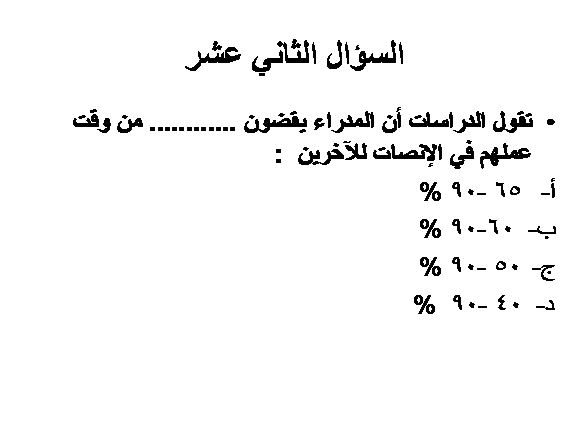 السؤال الثاني عشر
• تقول الدراسات أن المدراء يقضون ............ من وقت
عملهم في الإنصات للآخرين :
أ- ٦٥ -٩٠ %
ب- ٦٠-٩٠ %
ج- ٥٠ -٩٠ %
د- ٤٠ -٩٠ %